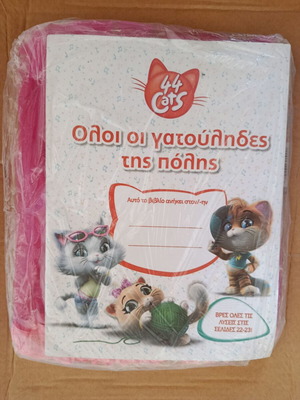 44
Cats
Όλοι οι γατούληδες
της πόλης
Αυτό το βιβλίο ανήκει στον/-ην
ΒΡΕΣ ΟΛΕΣ ΤΙΣ
ΛΥΣΕΙΣ ΣΤΙΣ
ΣΕΛΙΔΕΣ 22-23!